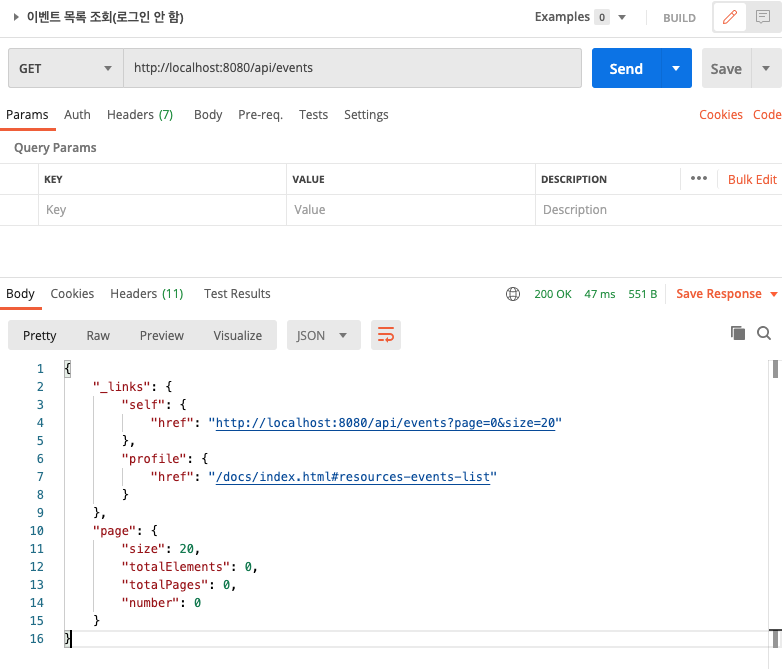 이벤트 목록 조회(로그인 안 함) Examples 0 BUILD
GET http://localhost:8080/api/events Send Save
Params Auth Headers (7) Body Pre-req. Tests Settings Cookies Code
Query Params
KEY VALUE DESCRIPTION ••• Bulk Edit
Key Value Description
Body Cookies Headers (11) Test Results 200 OK 47 ms 551 B Save Response
Pretty Raw Preview Visualize JSON
1 {
2 "_links": {
3 "self": {
4 "href": "http://localhost:8080/api/events?page=0&size=20"
5 },
6 "profile": {
7 "href": "/docs/index.html#resources-events-list"
8 }
9 },
10 "page": {
11 "size": 20,
12 "totalElements": 0,
13 "totalPages": 0,
14 "number": 0
15 }
16 }